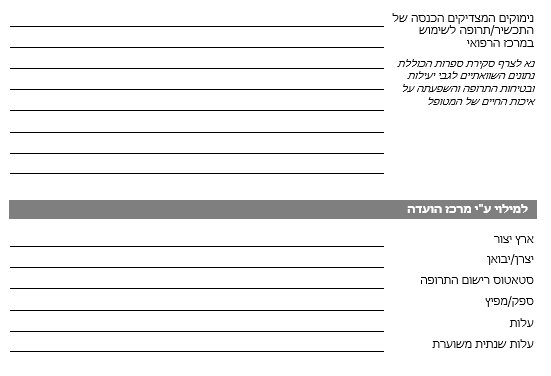 נימוקים המצדיקים הכנסה של
התכשיר/תרופה לשימוש
במרכז הרפואי
נא לצרף סקירת ספרות הכוללת
נתונים השוואתיים לגבי יעילות
ובטיחות התרופה והשפעתה על
איכות החיים של המטופל
למילוי ע"י מרכז הועדה
ארץ יצור
יצרן/יבואן
סטאטוס רישום התרופה
ספק/מפיץ
עלות
עלות שנתית משוערת